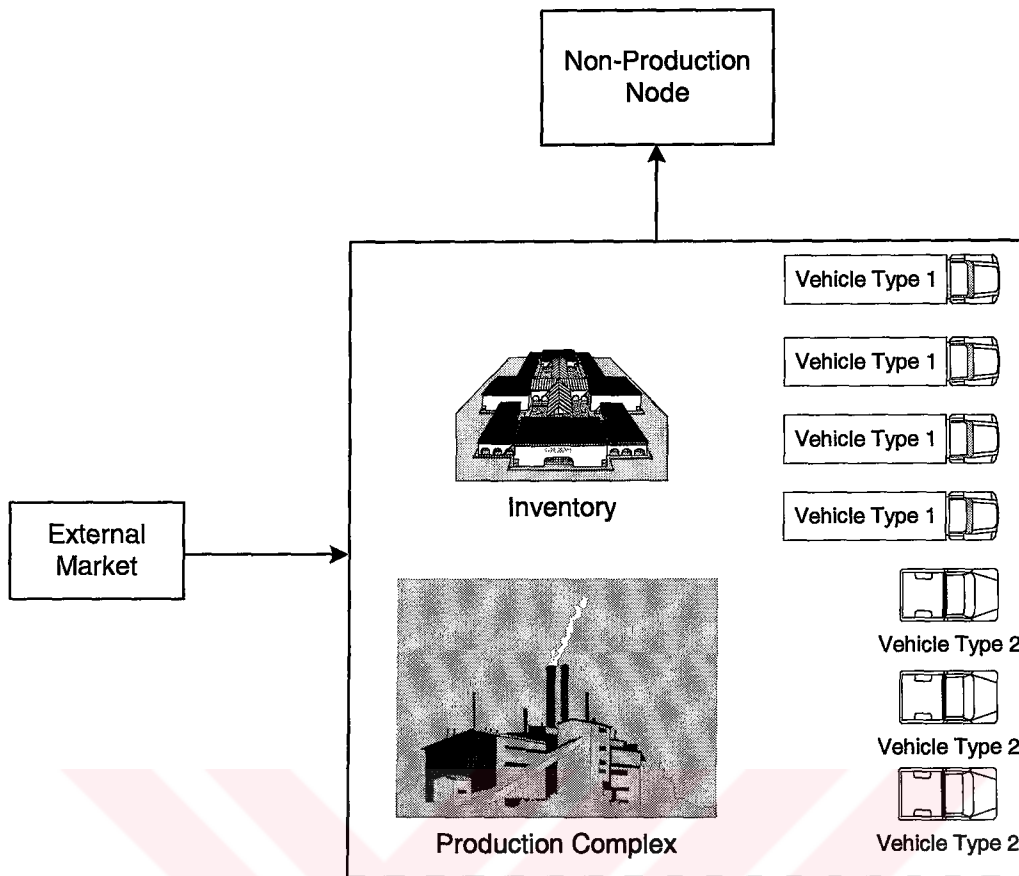 Non-Production
Node
Vehicle Type 1
Vehicle Type 1
Vehicle Type 1
Inventory
Vehicle Type 1
External
Market
Vehicle Type 2
Vehicle Type 2
Production Complex
Vehicle Type 2